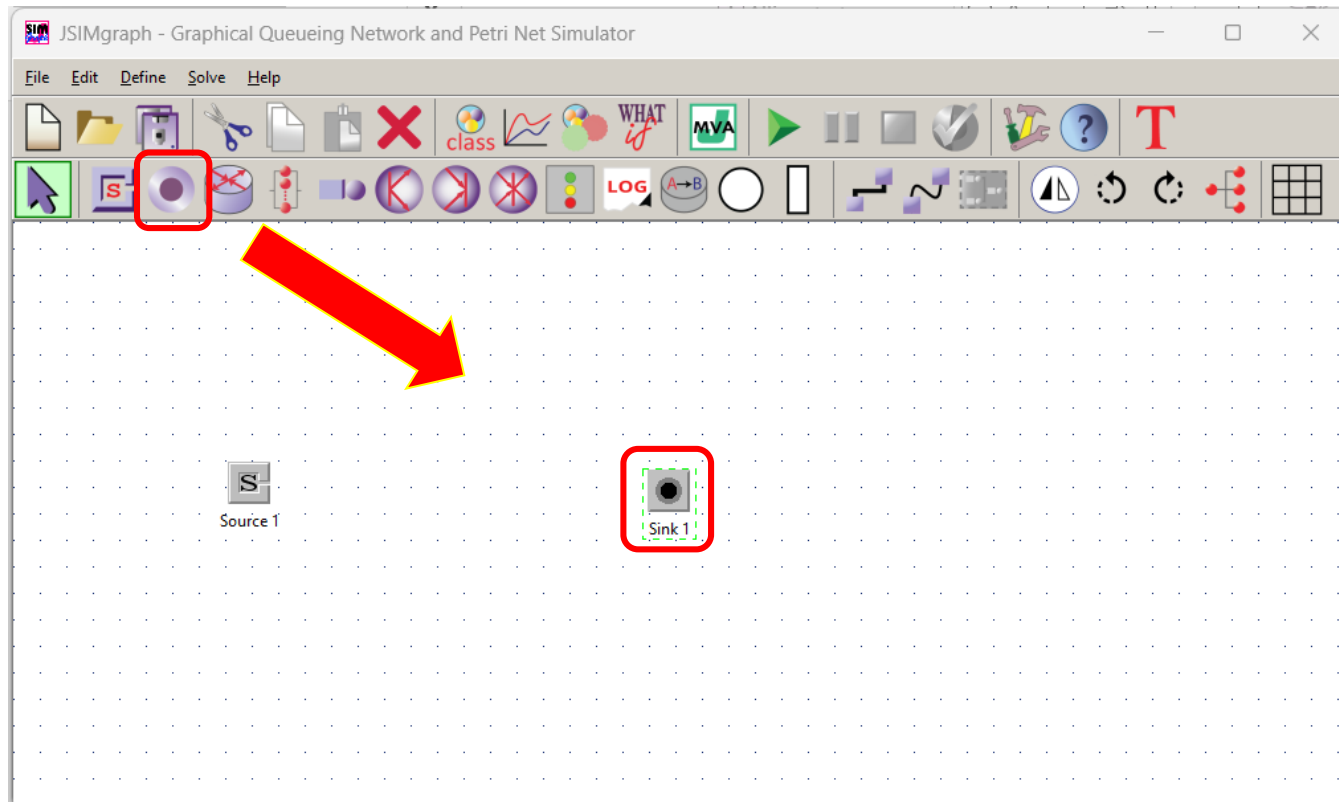 SIM
JSIMgraph - Graphical Queueing Network and Petri Net Simulator
File Edit Define Solve Help
class
WHAT
if
MVA
?
T
S
LOG
A→B
S
Source 1
Sink 1